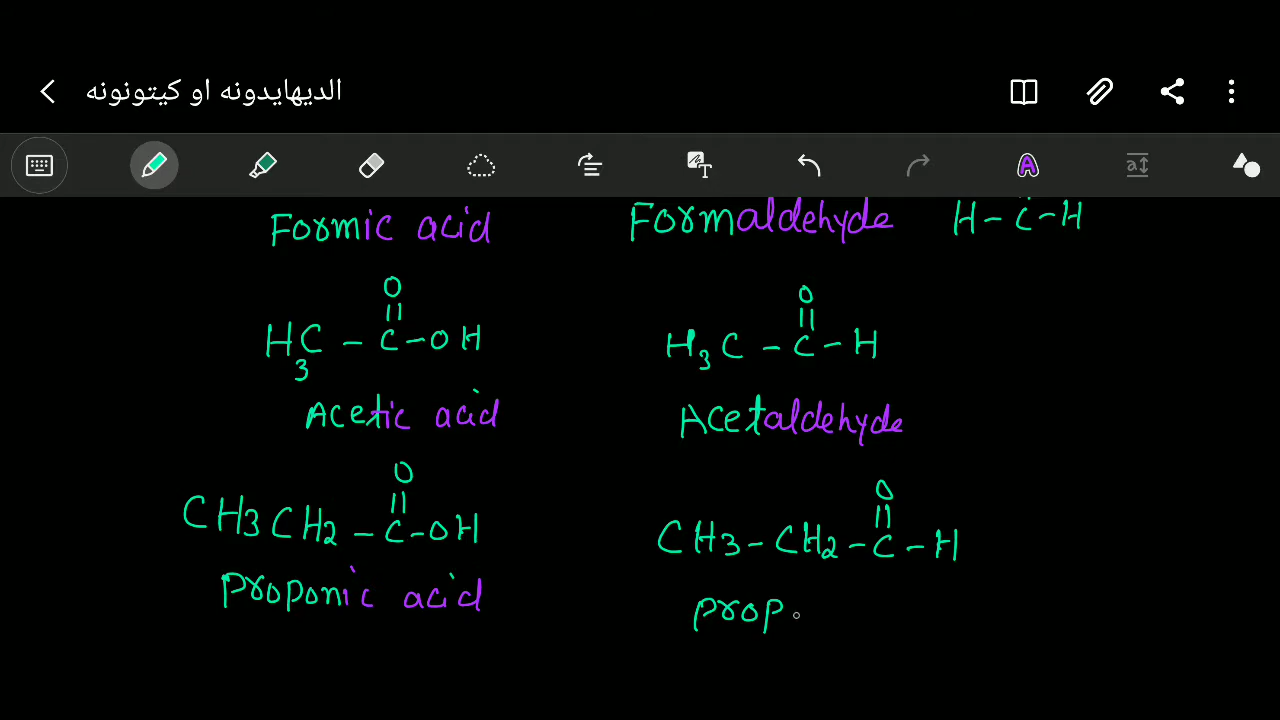 الديهايدونه او کيتونونه
Formic acid Formaldehyde H-C-H
O O
|| ||
H3C - C-OH H3C - C-H
Acetic acid Acetaldehyde
O O
|| ||
CH3CH2 - C-OH CH3-CH2-C-H
Proponic acid Prop